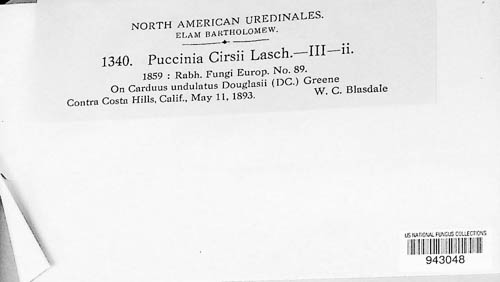 NORTH AMERICAN UREDINALES.
ELAM BARTHOLOMEW.
1340. Puccinia Cirsii Lasch.—III—ii.
1859 : Rabh. Fungi Europ. No. 89.
On Carduus undulatus Douglasii (DC.) Greene
Contra Costa Hills, Calif., May 11, 1893. W. C. Blasdale
US NATIONAL FUNGUS COLLECTIONS
943048